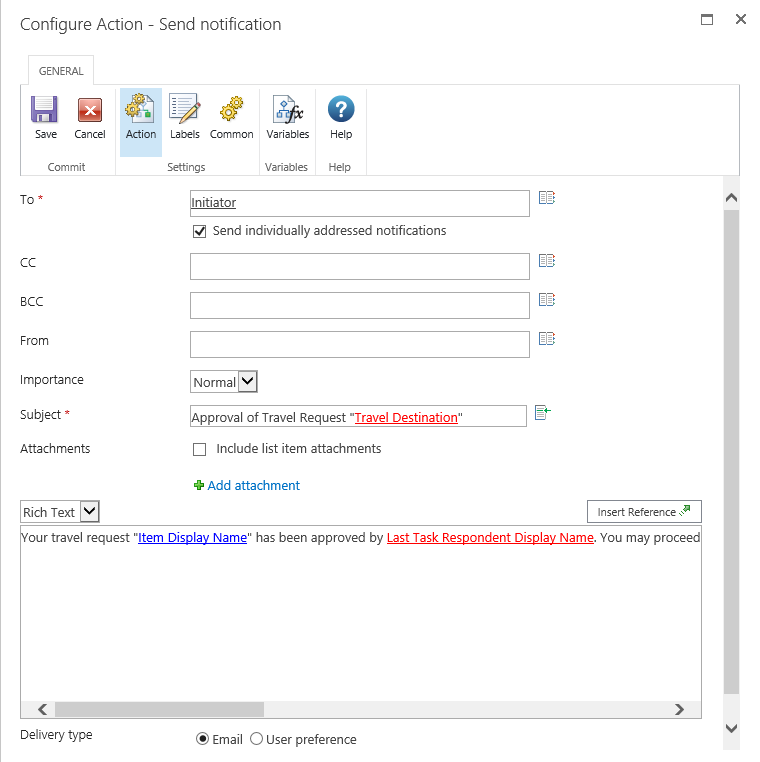 Configure Action - Send notification
GENERAL
Save Cancel Action Labels Common Variables Help
Commit Settings Variables Help
To * Initiator
Send individually addressed notifications
CC
BCC
From
Importance Normal
Subject * Approval of Travel Request "Travel Destination"
Attachments Include list item attachments
Add attachment
Rich Text Insert Reference
Your travel request "Item Display Name" has been approved by Last Task Respondent Display Name. You may proceed
Delivery type Email User preference